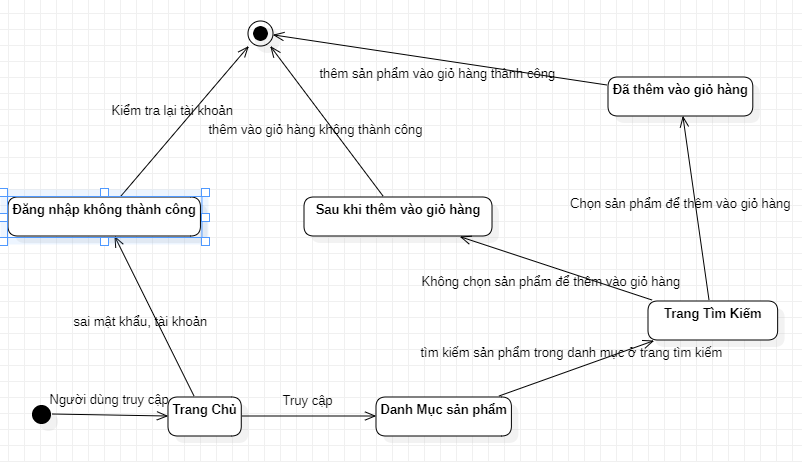 thêm sản phẩm vào giỏ hàng thành công
Đã thêm vào giỏ hàng
Kiểm tra lại tài khoản
thêm vào giỏ hàng không thành công
Đăng nhập không thành công
Sau khi thêm vào giỏ hàng
Chọn sản phẩm để thêm vào giỏ hàng
Không chọn sản phẩm để thêm vào giỏ hàng
Trang Tìm Kiếm
sai mật khẩu, tài khoản
tìm kiếm sản phẩm trong danh mục ở trang tìm kiếm
Người dùng truy cập
Trang Chủ
Truy cập
Danh Mục sản phẩm